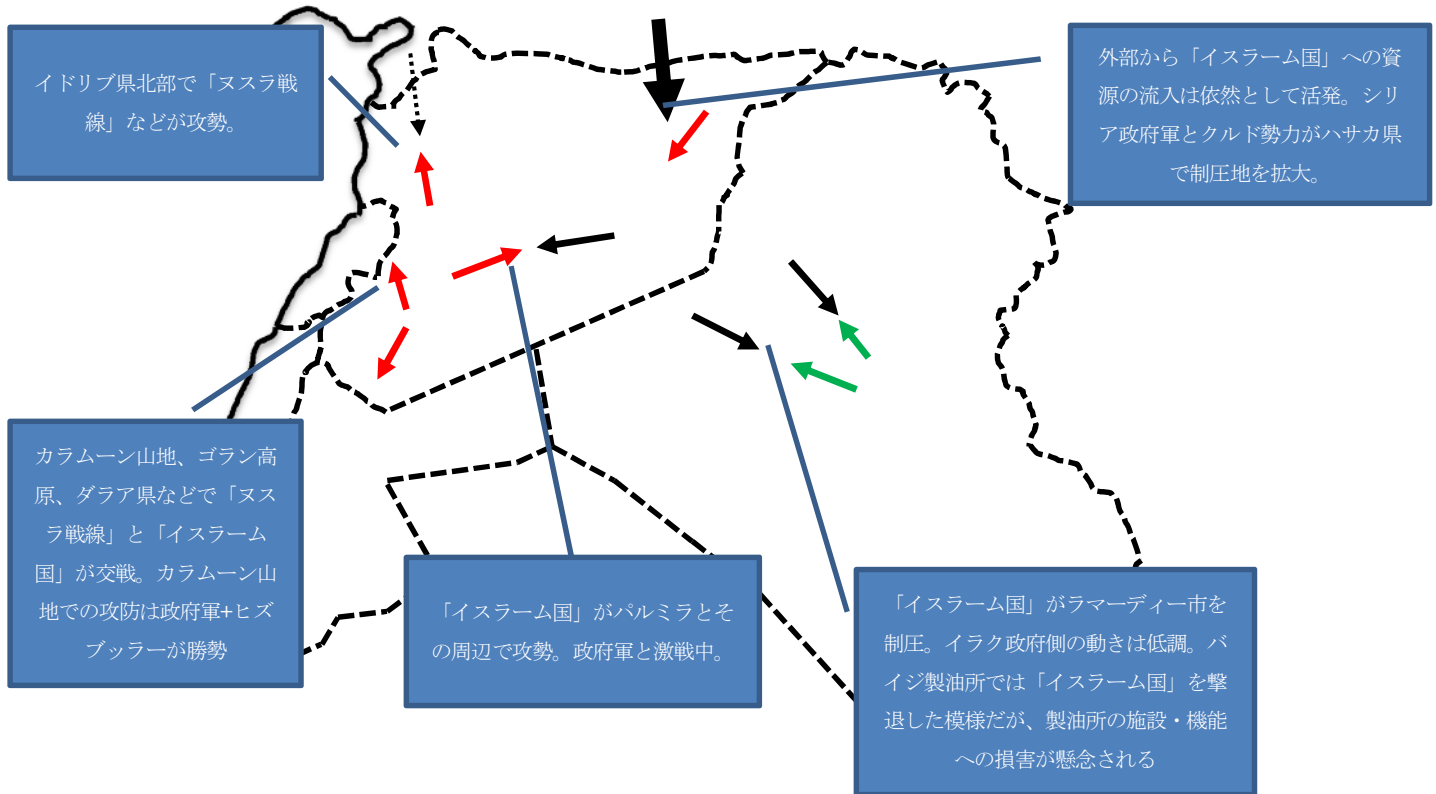 イドリブ県北部で「ヌスラ戦
線」などが攻勢。
外部から「イスラーム国」への資
源の流入は依然として活発。シリ
ア政府軍とクルド勢力がハサカ県
で制圧地を拡大。
カラムーン山地、ゴラン高
原、ダラア県などで「ヌス
ラ戦線」と「イスラーム
国」が交戦。カラムーン山
地での攻防は政府軍+ヒズ
ブッラーが勝勢
「イスラーム国」がパルミラとそ
の周辺で攻勢。政府軍と激戦中。
「イスラーム国」がラマーディー市を
制圧。イラク政府側の動きは低調。バ
イジ製油所では「イスラーム国」を撃
退した模様だが、製油所の施設・機能
への損害が懸念される